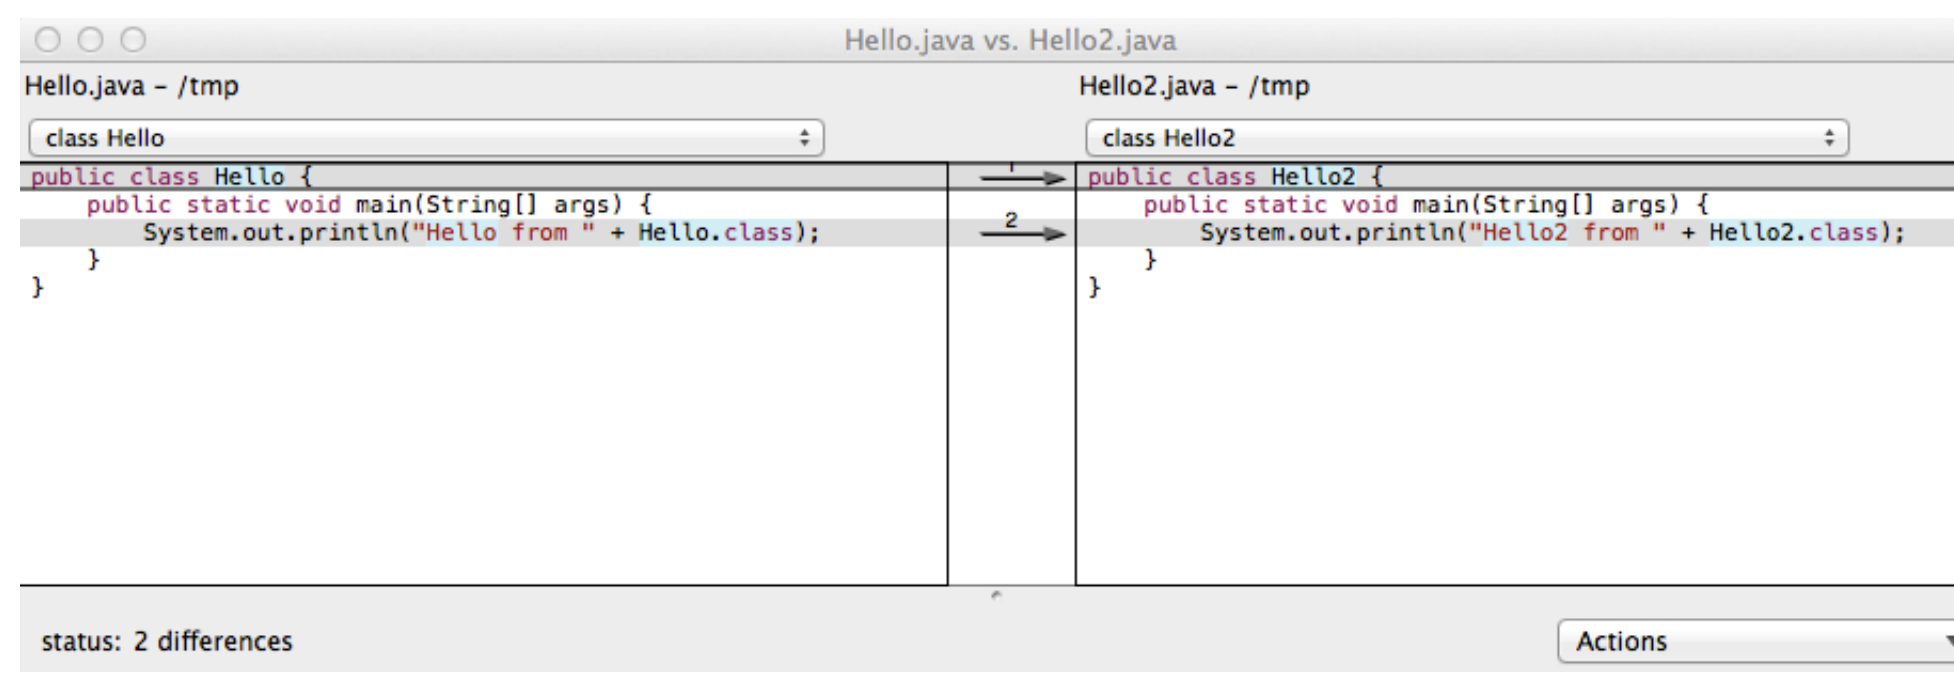 Hello.java vs. Hello2.java
Hello.java – /tmp
Hello2.java – /tmp
class Hello
class Hello2
public class Hello {
    public static void main(String[] args) {
        System.out.println("Hello from " + Hello.class);
    }
}
1
2
public class Hello2 {
    public static void main(String[] args) {
        System.out.println("Hello2 from " + Hello2.class);
    }
}
status: 2 differences
Actions